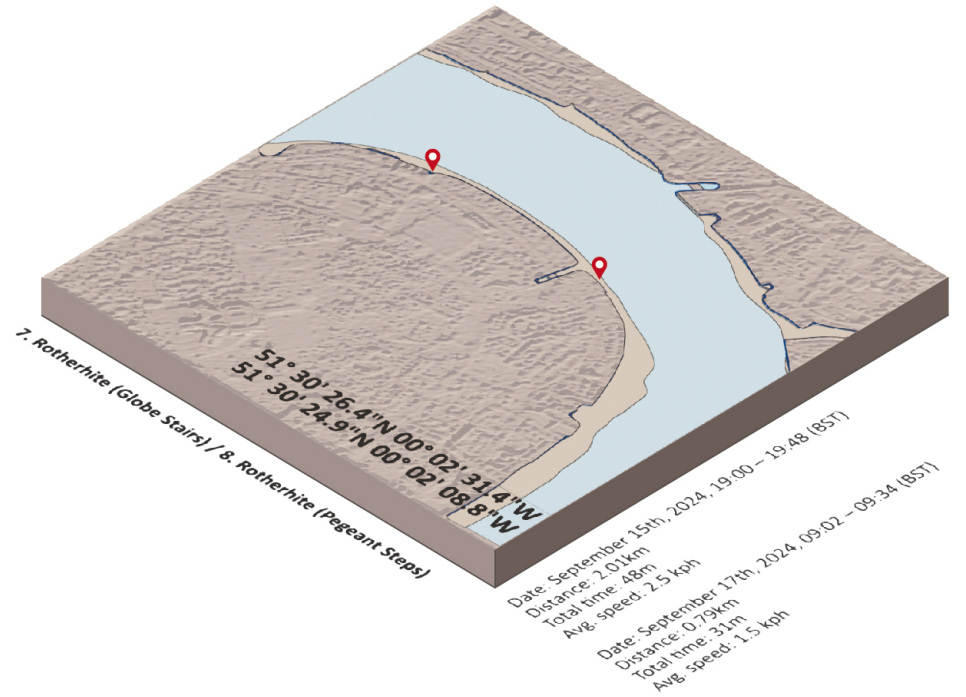 51° 30' 26.4"N 00° 02' 31.4"W
51° 30' 24.9"N 00° 02' 08.8"W
7. Rotherhite (Globe Stairs) / 8. Rotherhite (Pegeant Steps)
Date: September 15th, 2024, 19:00 – 19:48 (BST)
Distance: 2.01km
Total time: 48m
Avg. speed: 2.5 kph
Date: September 17th, 2024, 09:02 – 09:34 (BST)
Distance: 0.79km
Total time: 31m
Avg. speed: 1.5 kph